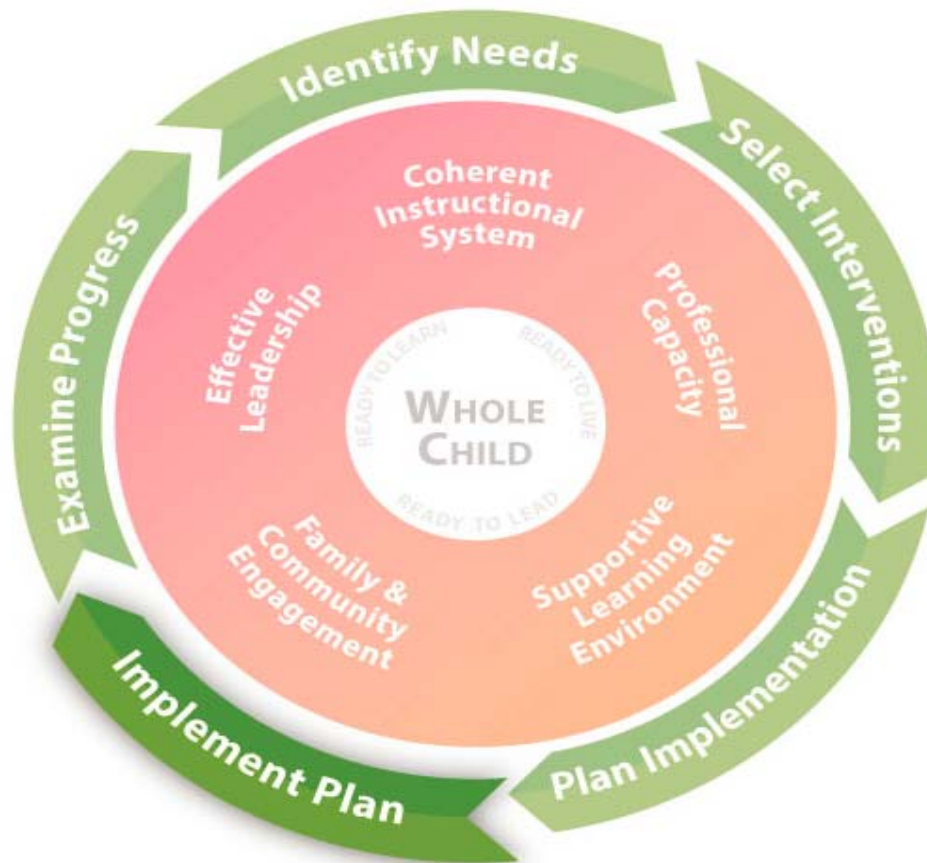 Identify Needs
Select Interventions
Plan Implementation
Implement Plan
Examine Progress
Coherent
Instructional
System
Professional
Capacity
Supportive
Learning
Environment
Family &
Community
Engagement
Effective
Leadership
READY TO LEARN
READY TO LIVE
READY TO LEAD
WHOLE
CHILD